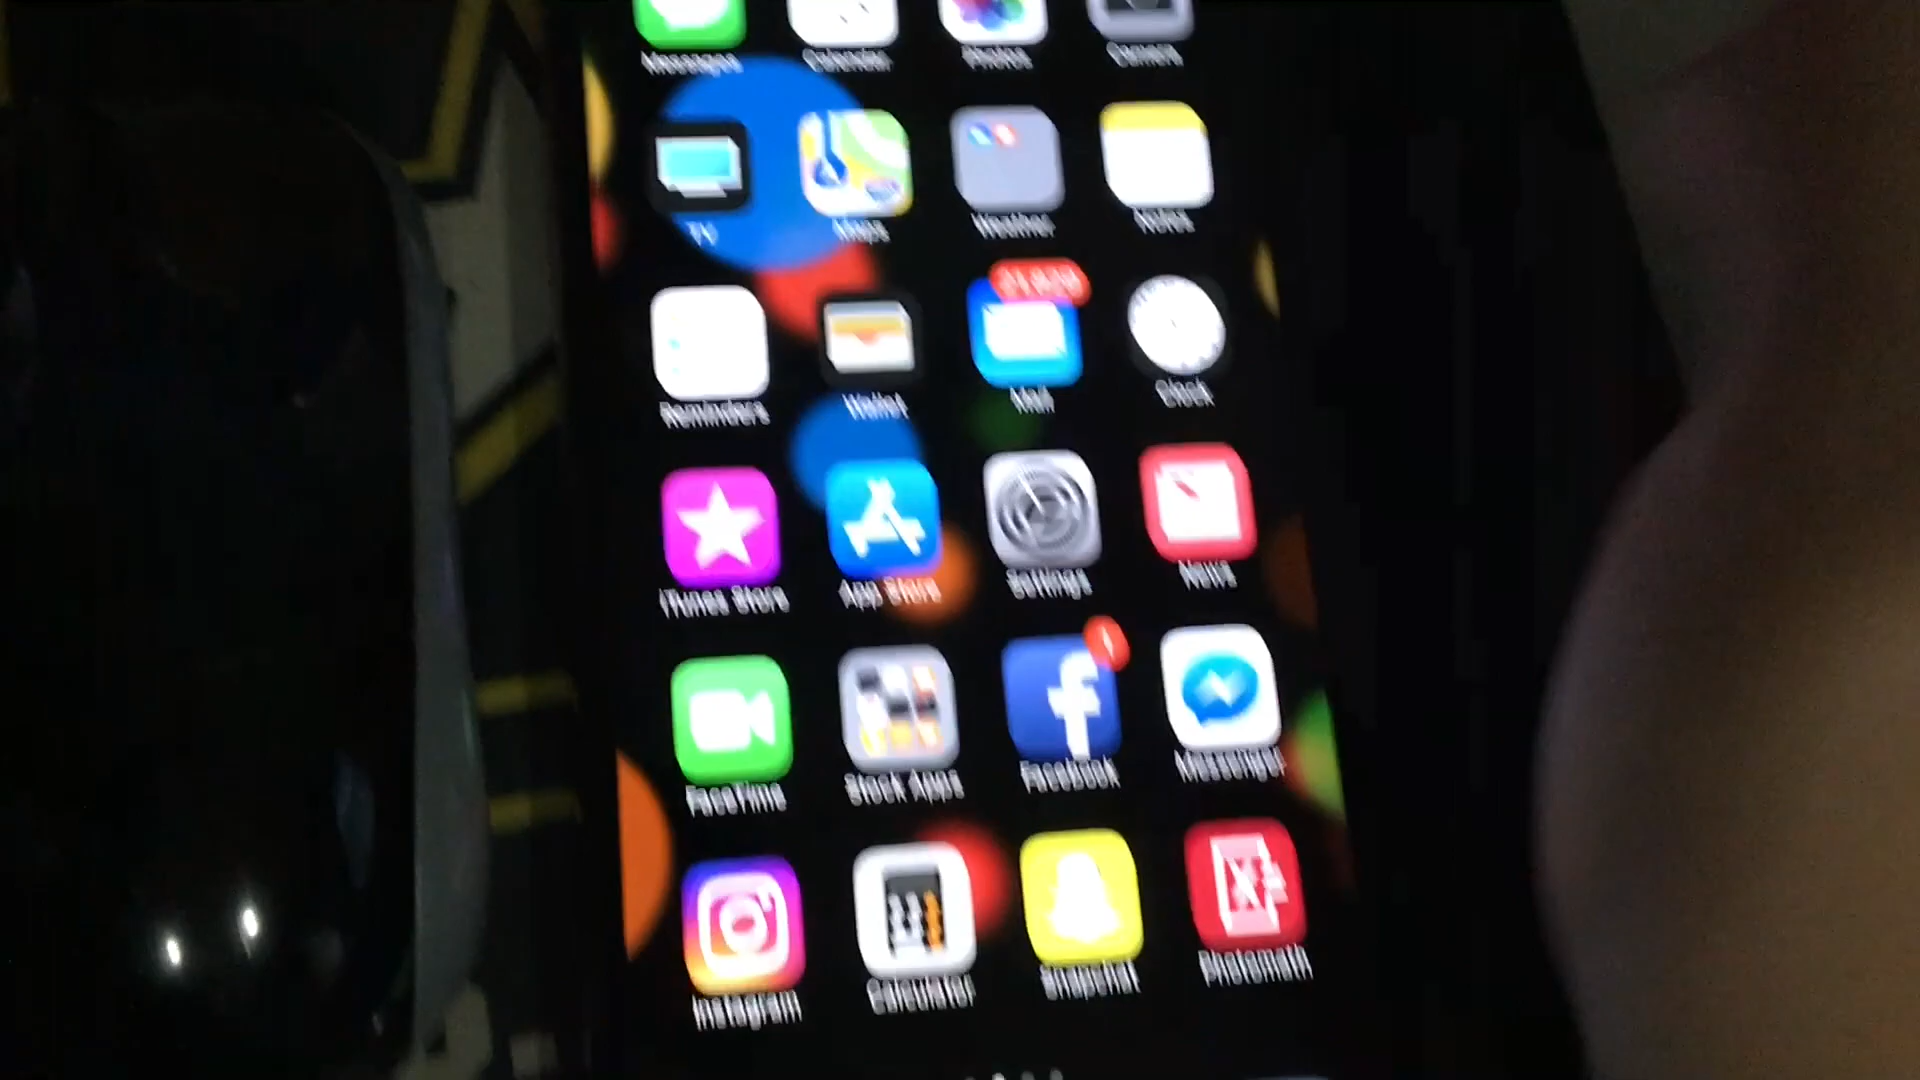 Messages Calendar Photos Camera
TV Maps Weather Notes
Reminders Wallet Mail Clock
iTunes Store App Store Settings News
FaceTime Stock Apps Facebook Messenger
Instagram Calculator Snapchat Photomath